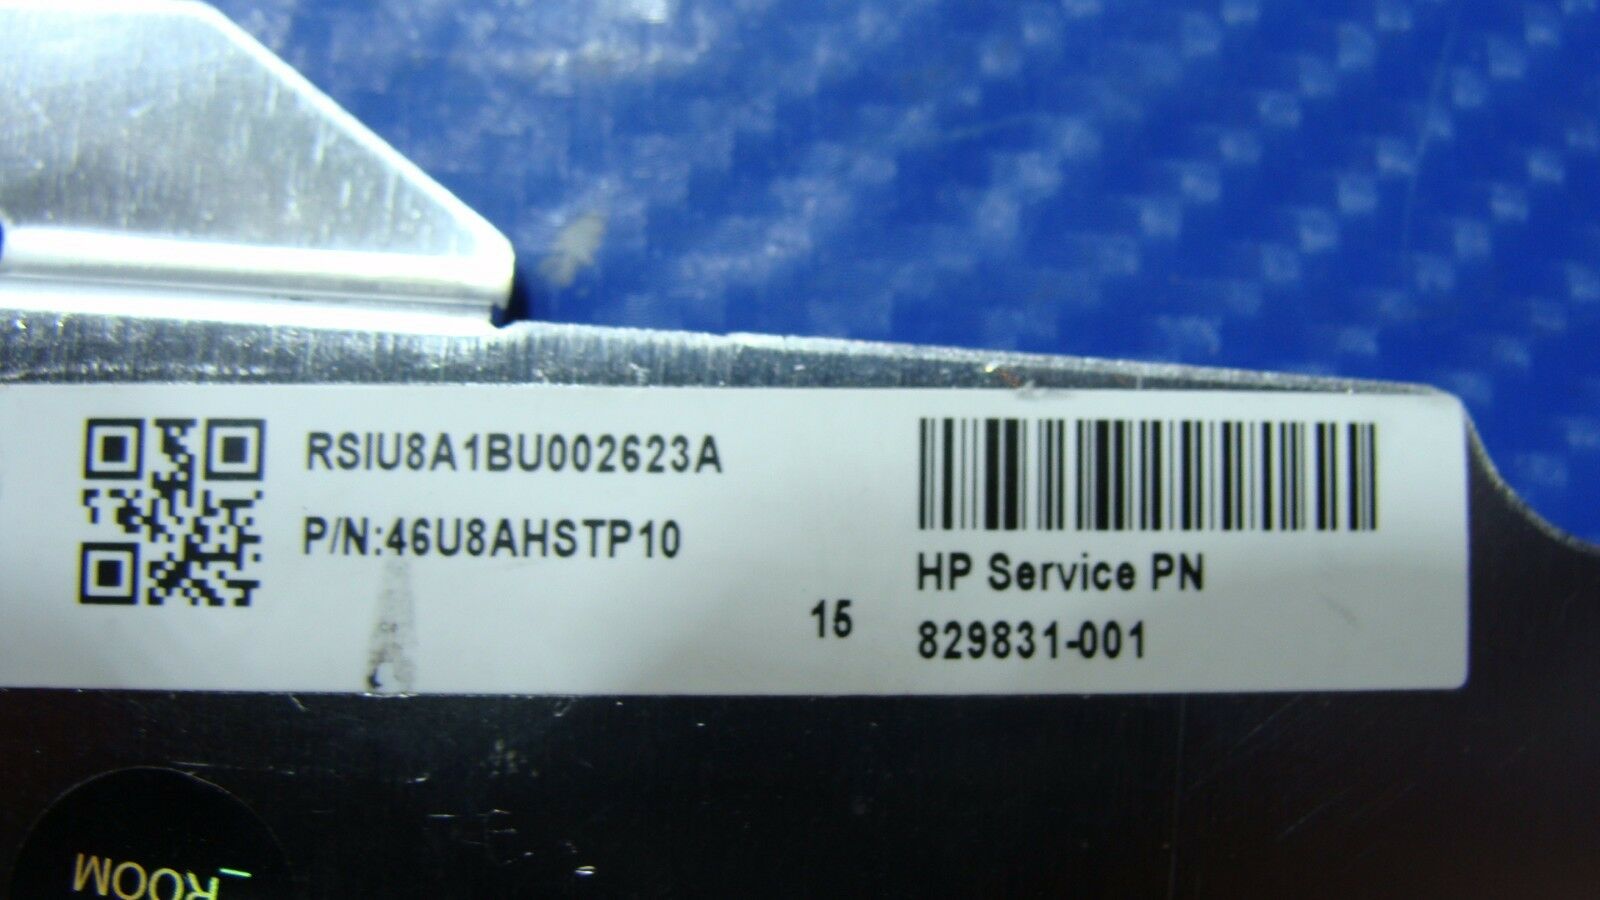 RSIU8A1BU002623A
P/N:46U8AHSTP10
15
HP Service PN
829831-001
ROOM